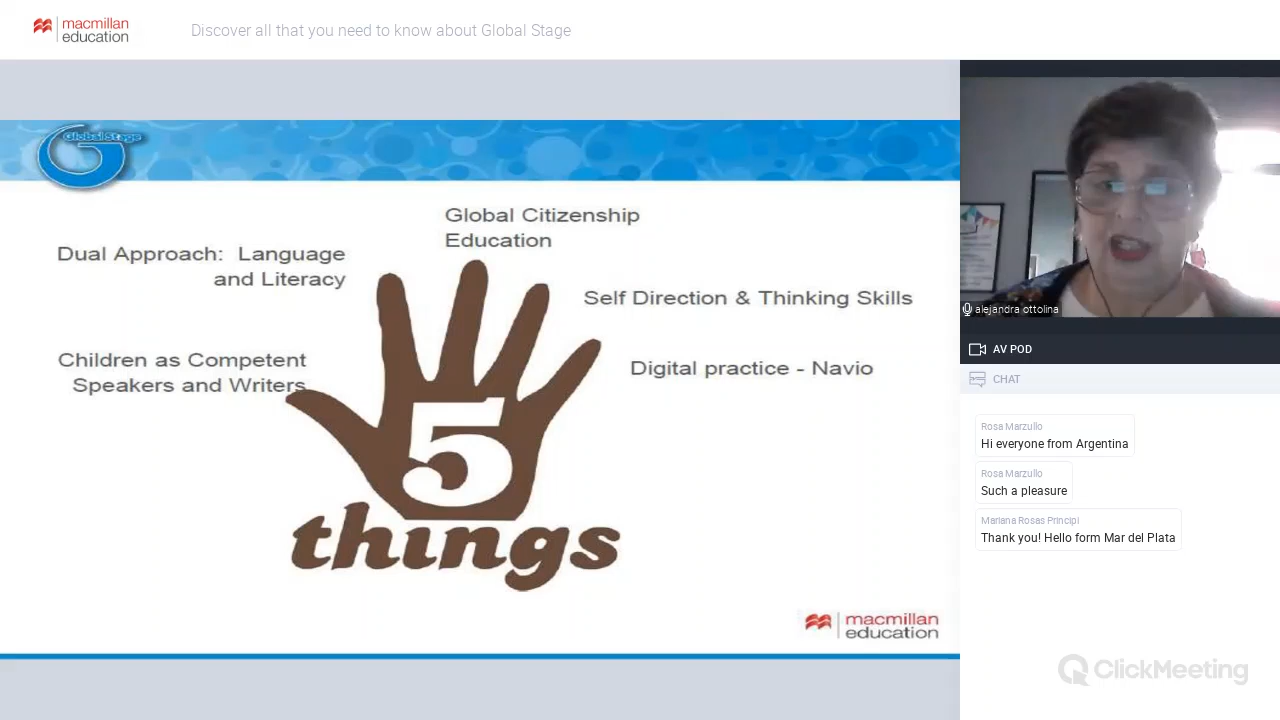 macmillan
education
Discover all that you need to know about Global Stage
Global Stage
Global Citizenship
Education
Dual Approach: Language
and Literacy
Self Direction & Thinking Skills
Children as Competent
Speakers and Writers
Digital practice - Navio
5
things
macmillan
education
alejandra ottolina
AV POD
CHAT
Rosa Marzullo
Hi everyone from Argentina
Rosa Marzullo
Such a pleasure
Mariana Rosas Principi
Thank you! Hello form Mar del Plata
ClickMeeting